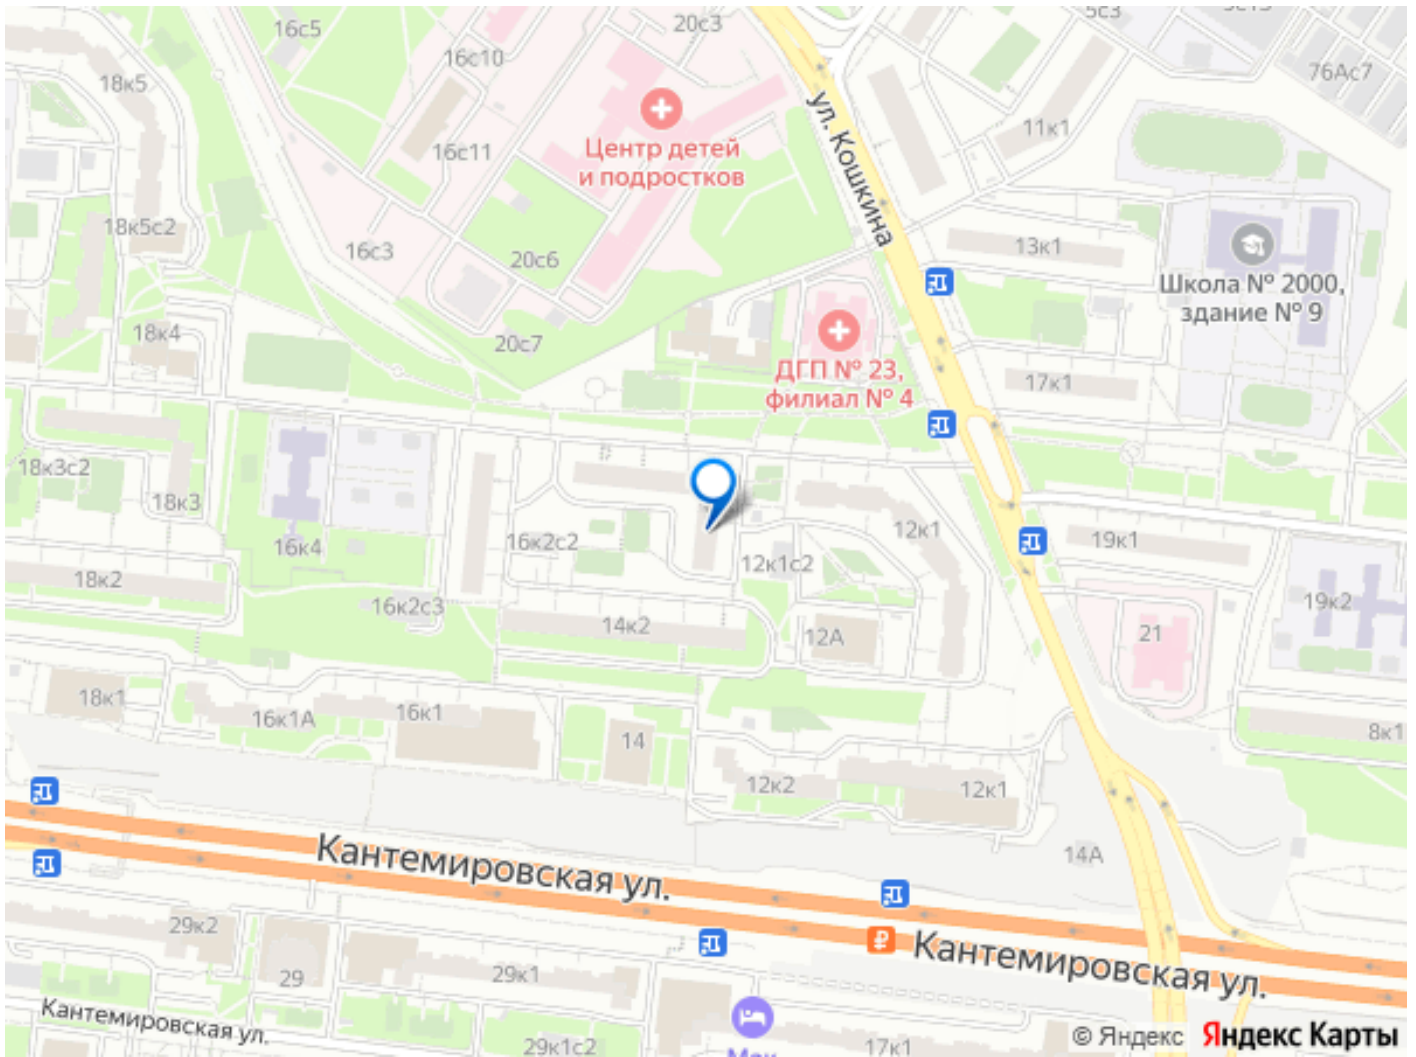 16с5
20с3
5с3
16с10
18к5
76Ас7
ул. Кошкина
11к1
Центр детей
и подростков
16с11
18к5с2
16с3
20с6
13к1
Школа № 2000,
здание № 9
18к4
20с7
ДГП № 23,
филиал № 4
17к1
18к3с2
18к3
16к4
16к2с2
12к1
12к1с2
19к1
18к2
16к2с3
14к2
12А
19к2
21
18к1
16к1А
16к1
14
8к1
12к2
12к1
14А
Кантемировская ул.
29к2
Кантемировская ул.
29
29к1
Кантемировская ул.
29к1с2
17к1
© Яндекс Яндекс Карты